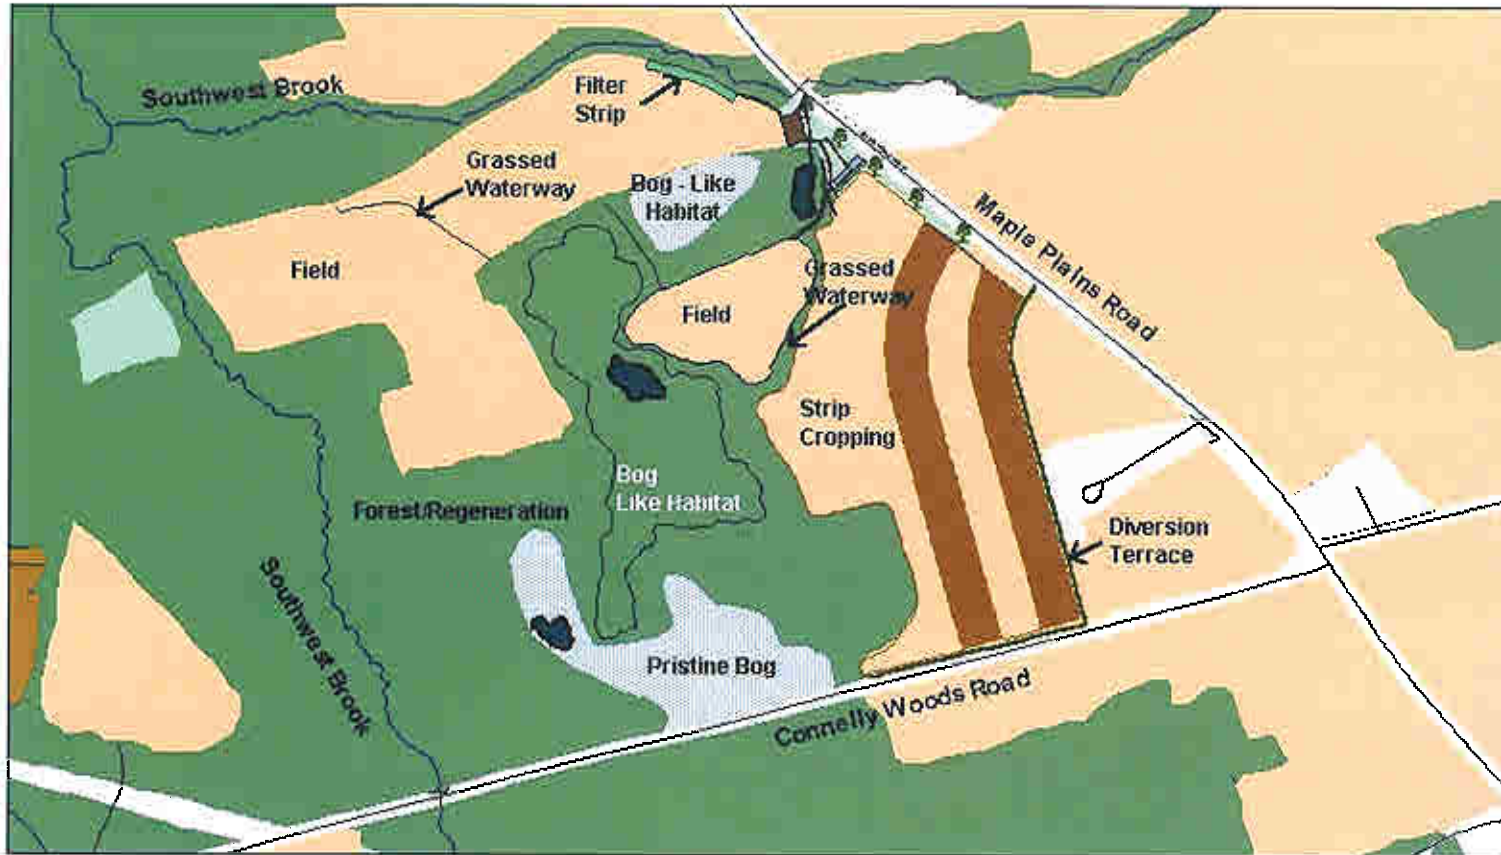 Southwest Brook
Filter
Strip
Grassed
Waterway
Bog - Like
Habitat
Maple Plains Road
Field
Grassed
Waterway
Field
Strip
Cropping
Bog
Like Habitat
Forest/Regeneration
Diversion
Terrace
Southwest Brook
Pristine Bog
Connelly Woods Road